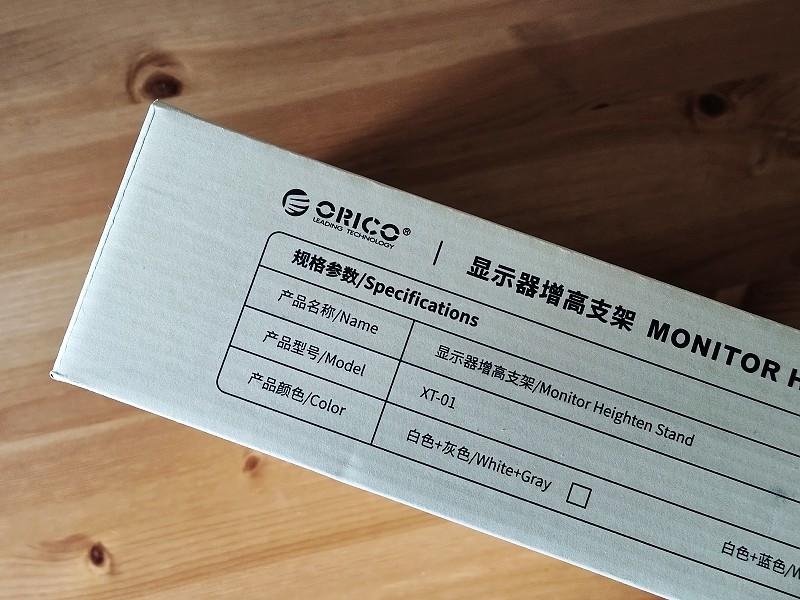 ORICO®
LEADING TECHNOLOGY
显示器增高支架 MONITOR
规格参数/Specifications
产品名称/Name 显示器增高支架/Monitor Heighten Stand
产品型号/Model XT-01
产品颜色/Color 白色+灰色/White+Gray
白色+蓝色/W